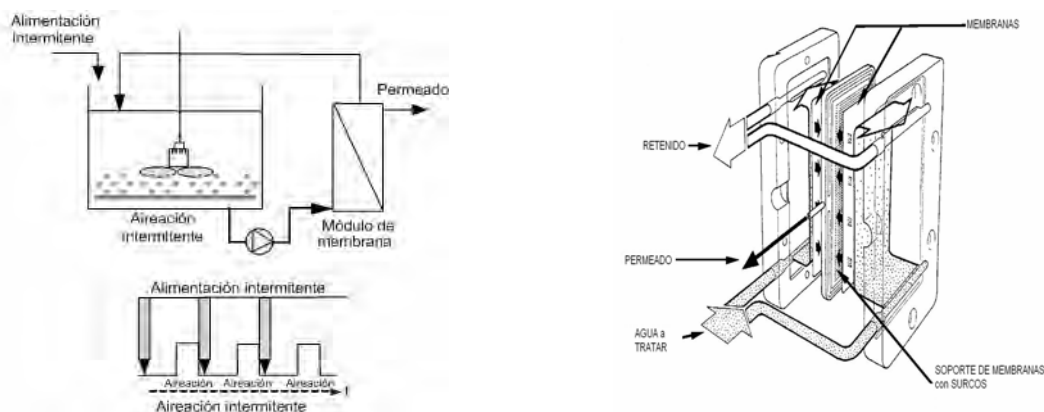 Alimentación
Intermitente
Permeado
Aireación
intermitente
Módulo de
membrana
Alimentación intermitente
Aireación Aireación Aireación
t
Aireación intermitente
MEMBRANAS
RETENIDO
PERMEADO
AGUA a
TRATAR
SOPORTE DE MEMBRANAS
con SURCOS